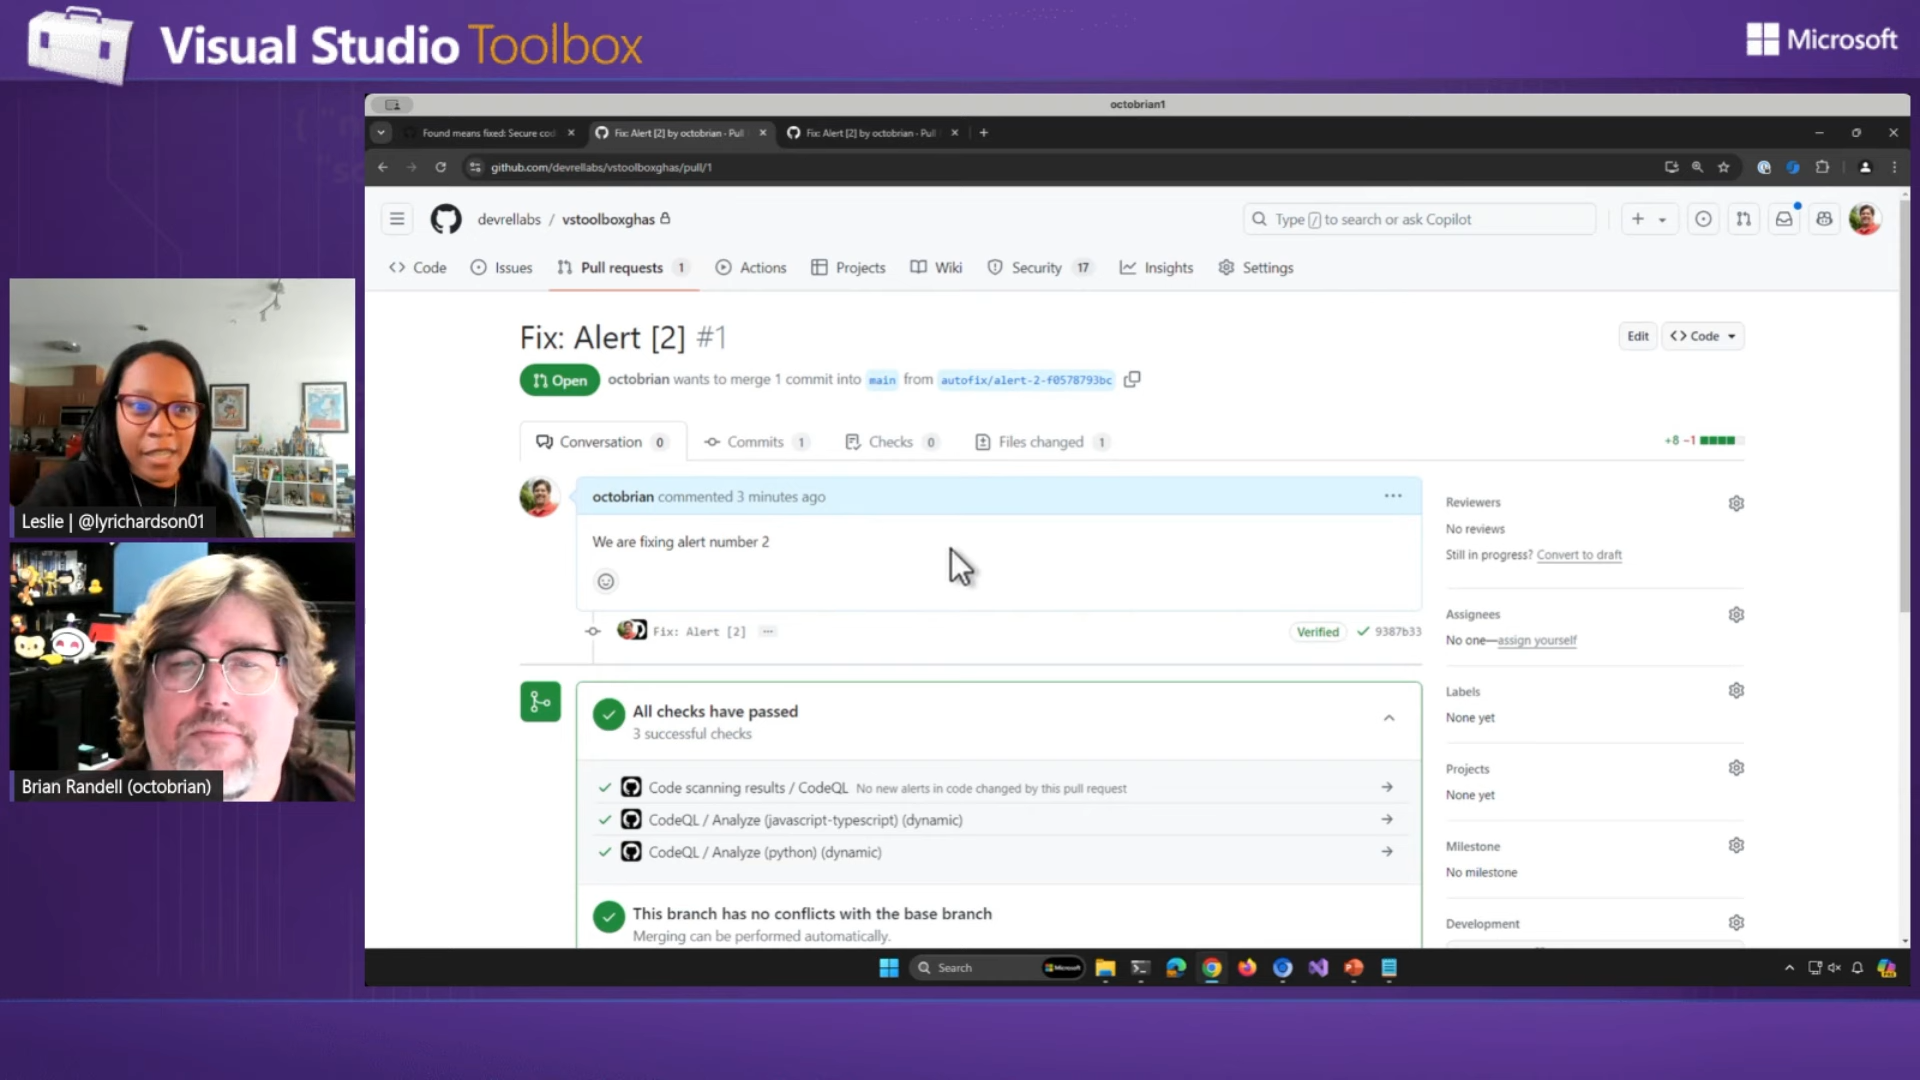 Visual Studio Toolbox
Microsoft
octobrian1
Found means fixed: Secure cod
Fix: Alert [2] by octobrian · Pull
Fix: Alert [2] by octobrian · Pull
github.com/devrellabs/vstoolboxghas/pull/1
devrellabs / vstoolboxghas
Type / to search or ask Copilot
Code
Issues
Pull requests 1
Actions
Projects
Wiki
Security 17
Insights
Settings
Fix: Alert [2] #1
Edit
Code
Open
octobrian wants to merge 1 commit into main from autofix/alert-2-f0578793bc
Conversation 0
Commits 1
Checks 0
Files changed 1
+8 −1
octobrian commented 3 minutes ago
We are fixing alert number 2
Fix: Alert [2]
Verified
9387b33
All checks have passed
3 successful checks
Code scanning results / CodeQL No new alerts in code changed by this pull request
CodeQL / Analyze (javascript-typescript) (dynamic)
CodeQL / Analyze (python) (dynamic)
This branch has no conflicts with the base branch
Merging can be performed automatically.
Reviewers
No reviews
Still in progress? Convert to draft
Assignees
No one—assign yourself
Labels
None yet
Projects
None yet
Milestone
No milestone
Development
Leslie | @lyrichardson01
Brian Randell (octobrian)
Search
Microsoft